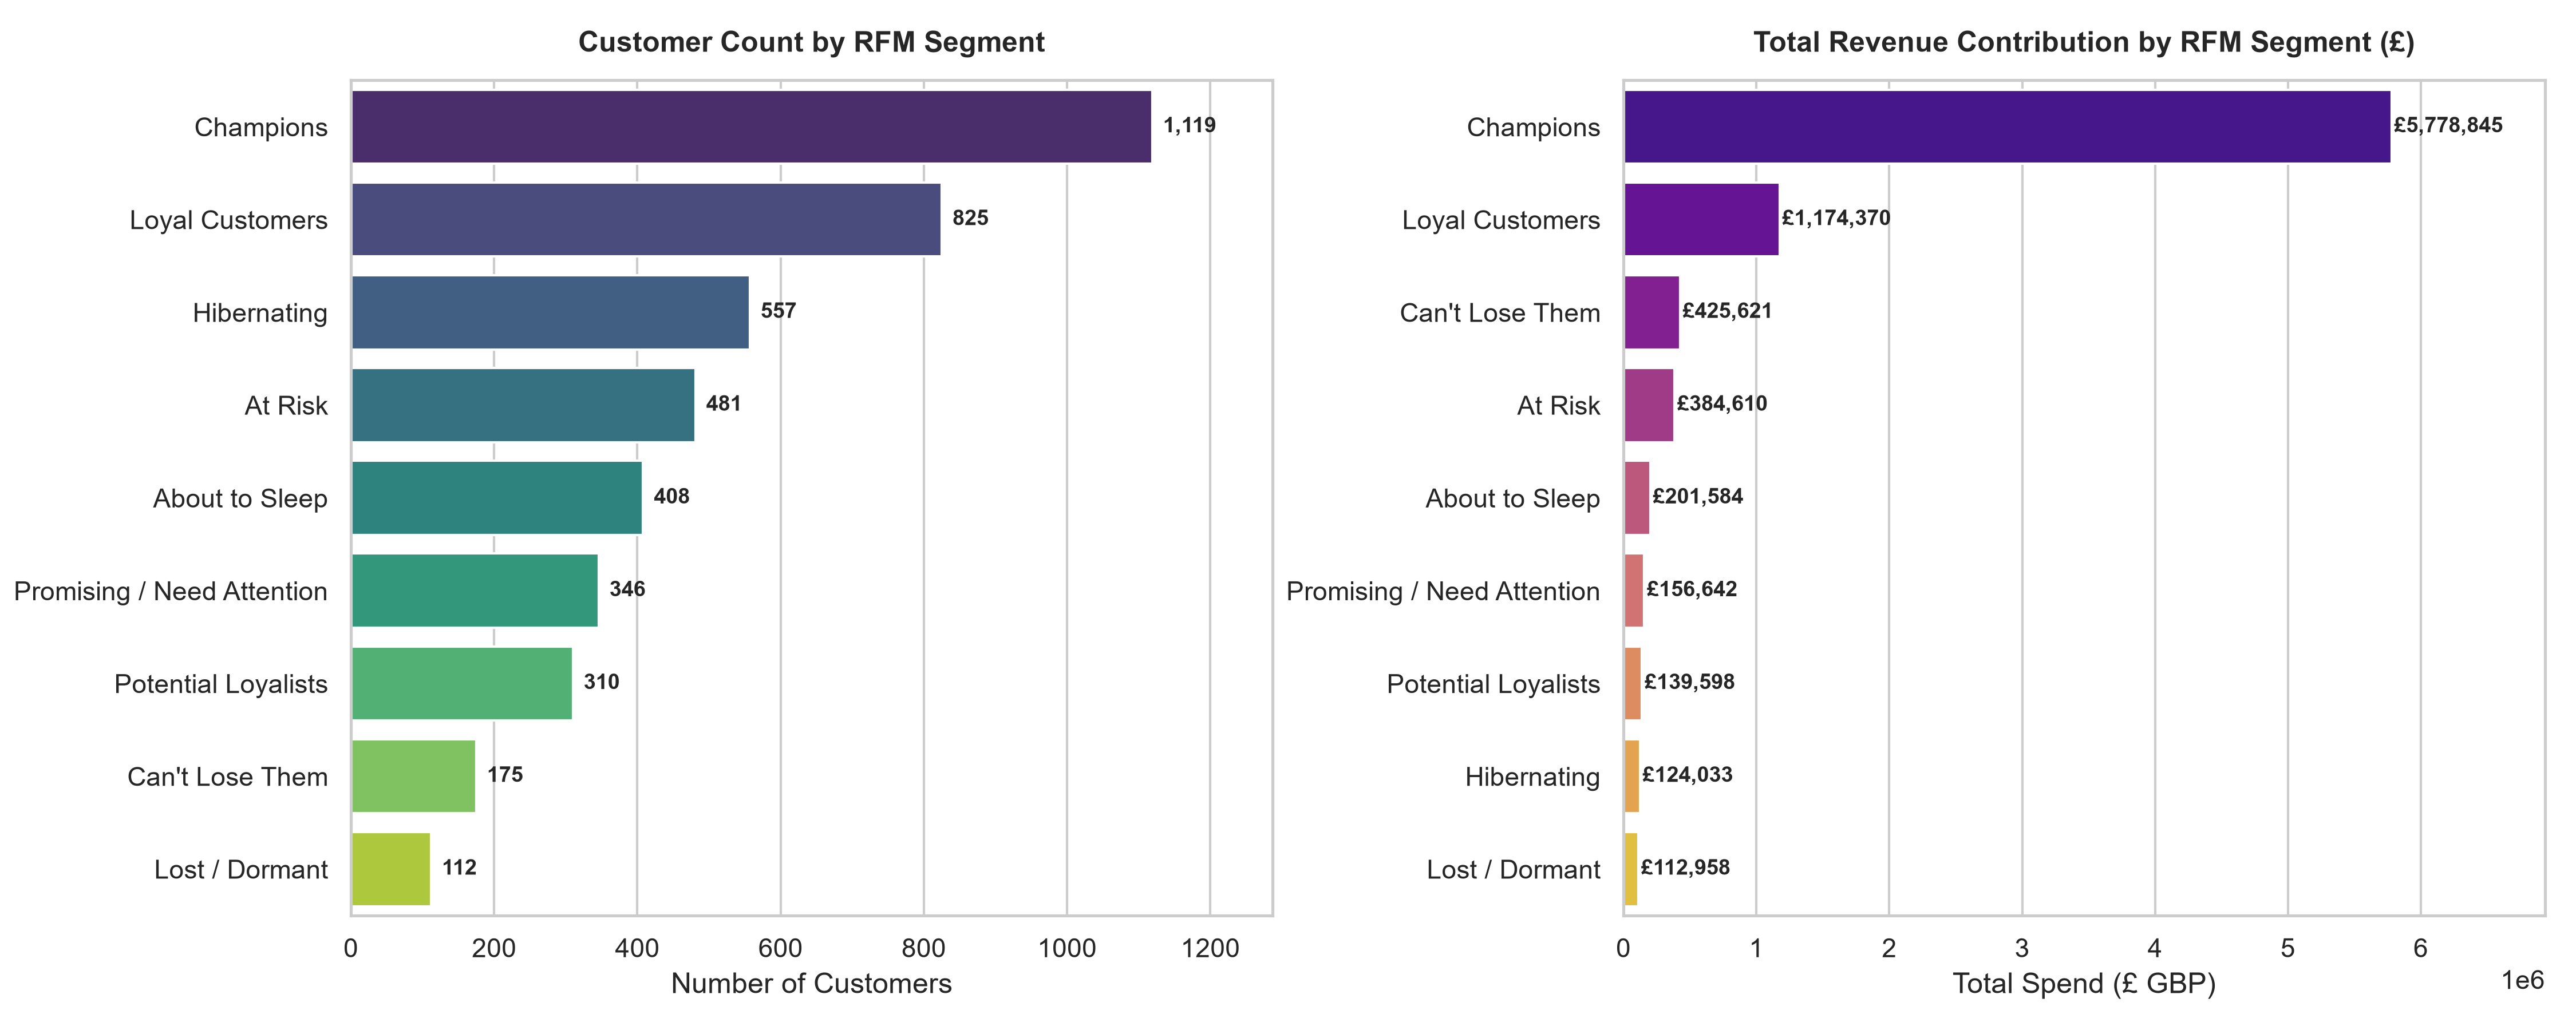 Customer Count by RFM Segment
Champions 1,119
Loyal Customers 825
Hibernating 557
At Risk 481
About to Sleep 408
Promising / Need Attention 346
Potential Loyalists 310
Can't Lose Them 175
Lost / Dormant 112
0 200 400 600 800 1000 1200
Number of Customers
Total Revenue Contribution by RFM Segment (£)
Champions £5,778,845
Loyal Customers £1,174,370
Can't Lose Them £425,621
At Risk £384,610
About to Sleep £201,584
Promising / Need Attention £156,642
Potential Loyalists £139,598
Hibernating £124,033
Lost / Dormant £112,958
0 1 2 3 4 5 6
1e6
Total Spend (£ GBP)